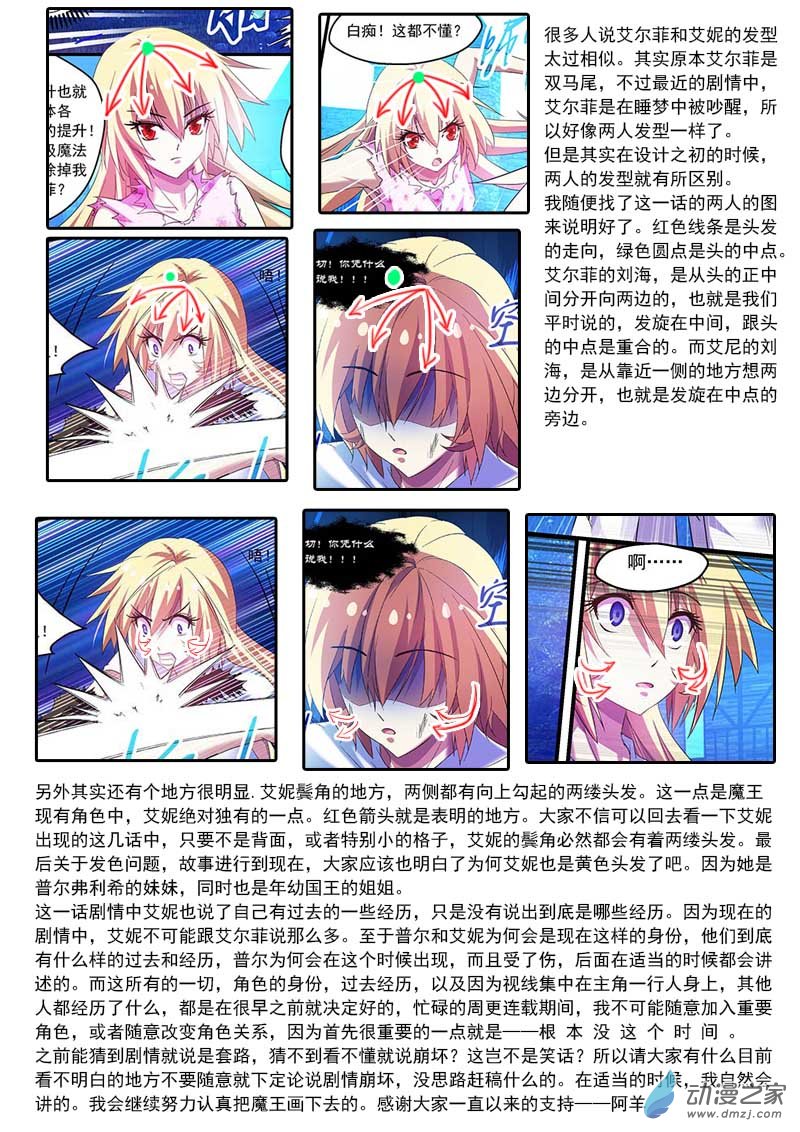 升也就
本各
的提升！
及魔法
除掉我
菲？
白痴！这都不懂？
很多人说艾尔菲和艾妮的发型
太过相似。其实原本艾尔菲是
双马尾，不过最近的剧情中，
艾尔菲是在睡梦中被吵醒，所
以好像两人发型一样了。
但是其实在设计之初的时候，
两人的发型就有所区别。
我随便找了这一话的两人的图
来说明好了。红色线条是头发
的走向，绿色圆点是头的中点。
艾尔菲的刘海，是从头的正中
间分开向两边的，也就是我们
平时说的，发旋在中间，跟头
的中点是重合的。而艾尼的刘
海，是从靠近一侧的地方想两
边分开，也就是发旋在中点的
旁边。
唔！
！
切！你凭什么
说我！！！
空
唔！
！
切！你凭什么
说我！！！
空
啊……
另外其实还有个地方很明显.艾妮鬓角的地方，两侧都有向上勾起的两缕头发。这一点是魔王
现有角色中，艾妮绝对独有的一点。红色箭头就是表明的地方。大家不信可以回去看一下艾妮
出现的这几话中，只要不是背面，或者特别小的格子，艾妮的鬓角必然都会有着两缕头发。最
后关于发色问题，故事进行到现在，大家应该也明白了为何艾妮也是黄色头发了吧。因为她是
普尔弗利希的妹妹，同时也是年幼国王的姐姐。
这一话剧情中艾妮也说了自己有过去的一些经历，只是没有说出到底是哪些经历。因为现在的
剧情中，艾妮不可能跟艾尔菲说那么多。至于普尔和艾妮为何会是现在这样的身份，他们到底
有什么样的过去和经历，普尔为何会在这个时候出现，而且受了伤，后面在适当的时候都会讲
述的。而这所有的一切，角色的身份，过去经历，以及因为视线集中在主角一行人身上，其他
人都经历了什么，都是在很早之前就决定好的，忙碌的周更连载期间，我不可能随意加入重要
角色，或者随意改变角色关系，因为首先很重要的一点就是——根 本 没 这 个 时 间 。
之前能猜到剧情就说是套路，猜不到看不懂就说崩坏？这岂不是笑话？所以请大家有什么目前
看不明白的地方不要随意就下定论说剧情崩坏，没思路赶稿什么的。在适当的时候，我自然会
讲的。我会继续努力认真把魔王画下去的。感谢大家一直以来的支持——阿羊
动漫之家
www.dmzj.com